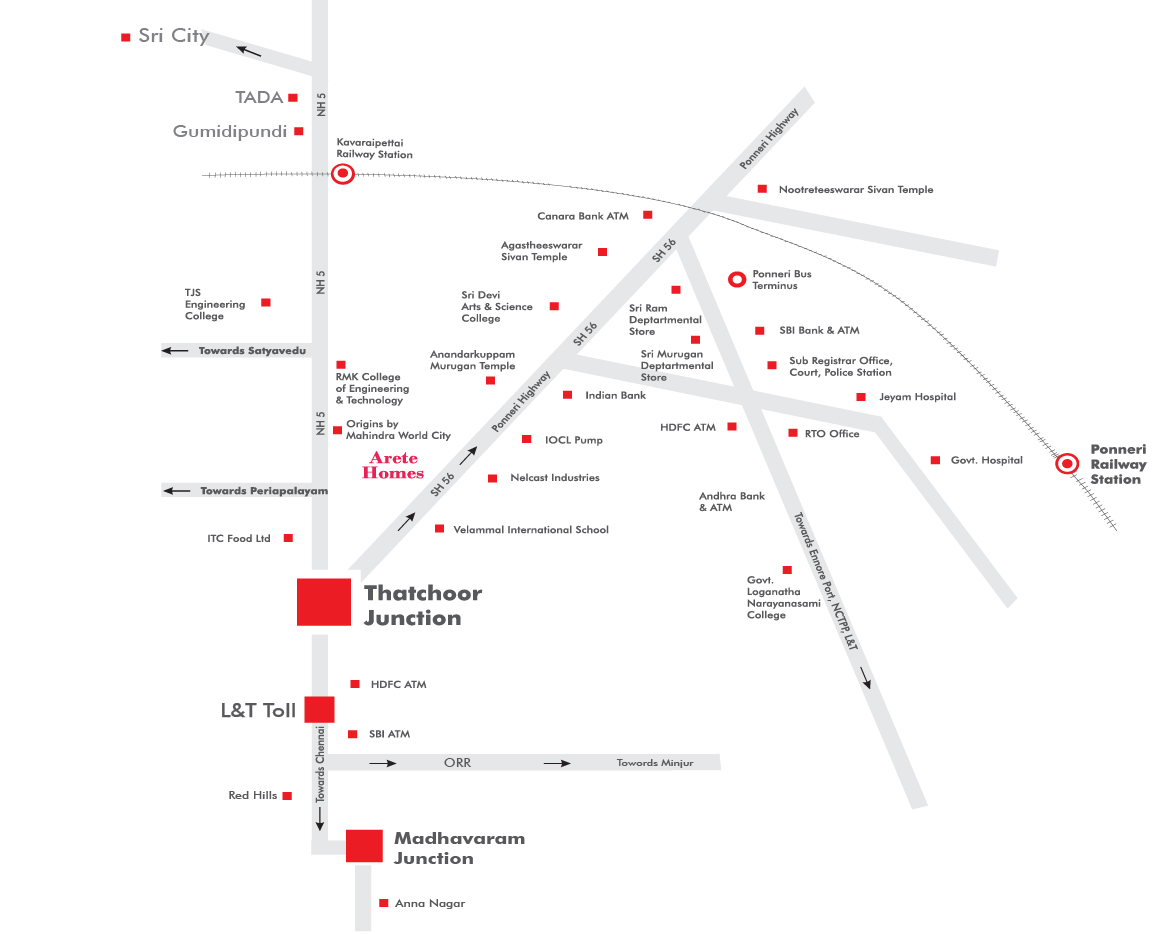 Sri City
TADA
NH 5
Gumidipundi
Kavaraipettai
Railway Station
Ponneri Highway
Nootreteeswarar Sivan Temple
Canara Bank ATM
Agastheeswarar
Sivan Temple
SH 56
Ponneri Bus
Terminus
TJS
Engineering
College
NH 5
Sri Devi
Arts & Science
College
Sri Ram
Deptartmental
Store
SH 56
SBI Bank & ATM
Towards Satyavedu
Anandarkuppam
Murugan Temple
Sri Murugan
Deptartmental
Store
Sub Registrar Office,
Court, Police Station
RMK College
of Engineering
& Technology
Ponneri Highway
Indian Bank
Jeyam Hospital
NH 5
Origins by
Mahindra World City
IOCL Pump
HDFC ATM
RTO Office
Arete
Homes
Govt. Hospital
Ponneri
Railway
Station
SH 56
Nelcast Industries
Towards Periapalayam
Andhra Bank
& ATM
ITC Food Ltd
Velammal International School
Towards Ennore Port, NCTPP, L&T
Govt.
Loganatha
Narayanasami
College
Thatchoor
Junction
HDFC ATM
L&T Toll
SBI ATM
Towards Chennai
ORR
Towords Minjur
Red Hills
Madhavaram
Junction
Anna Nagar